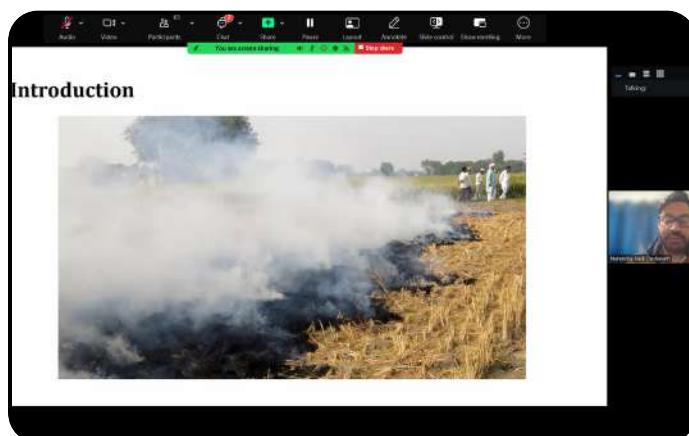 Audio
Video
Participants
Chat
Share
Pause
Layout
Annotate
Slide control
Show meeting
More
You are screen sharing
Stop share
Introduction
Talking: